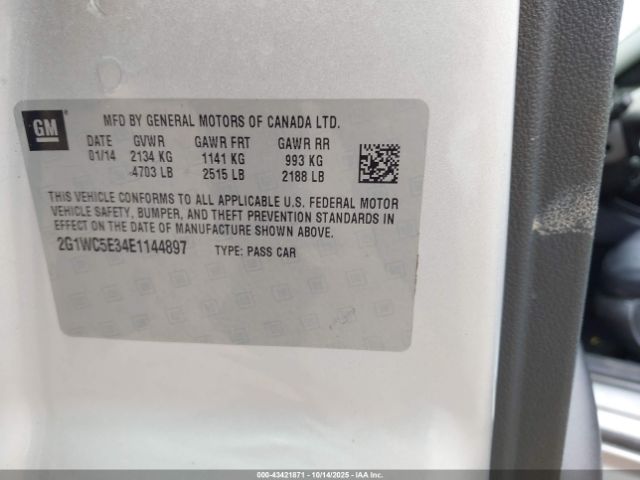 GM
MFD BY GENERAL MOTORS OF CANADA LTD.
DATE GVWR GAWR FRT GAWR RR
01/14 2134 KG 1141 KG 993 KG
4703 LB 2515 LB 2188 LB
THIS VEHICLE CONFORMS TO ALL APPLICABLE U.S. FEDERAL MOTOR
VEHICLE SAFETY, BUMPER, AND THEFT PREVENTION STANDARDS IN
EFFECT ON THE DATE OF MANUFACTURE SHOWN ABOVE.
2G1WC5E34E1144897 TYPE: PASS CAR
000-43421871 - 10/14/2025 - IAAC